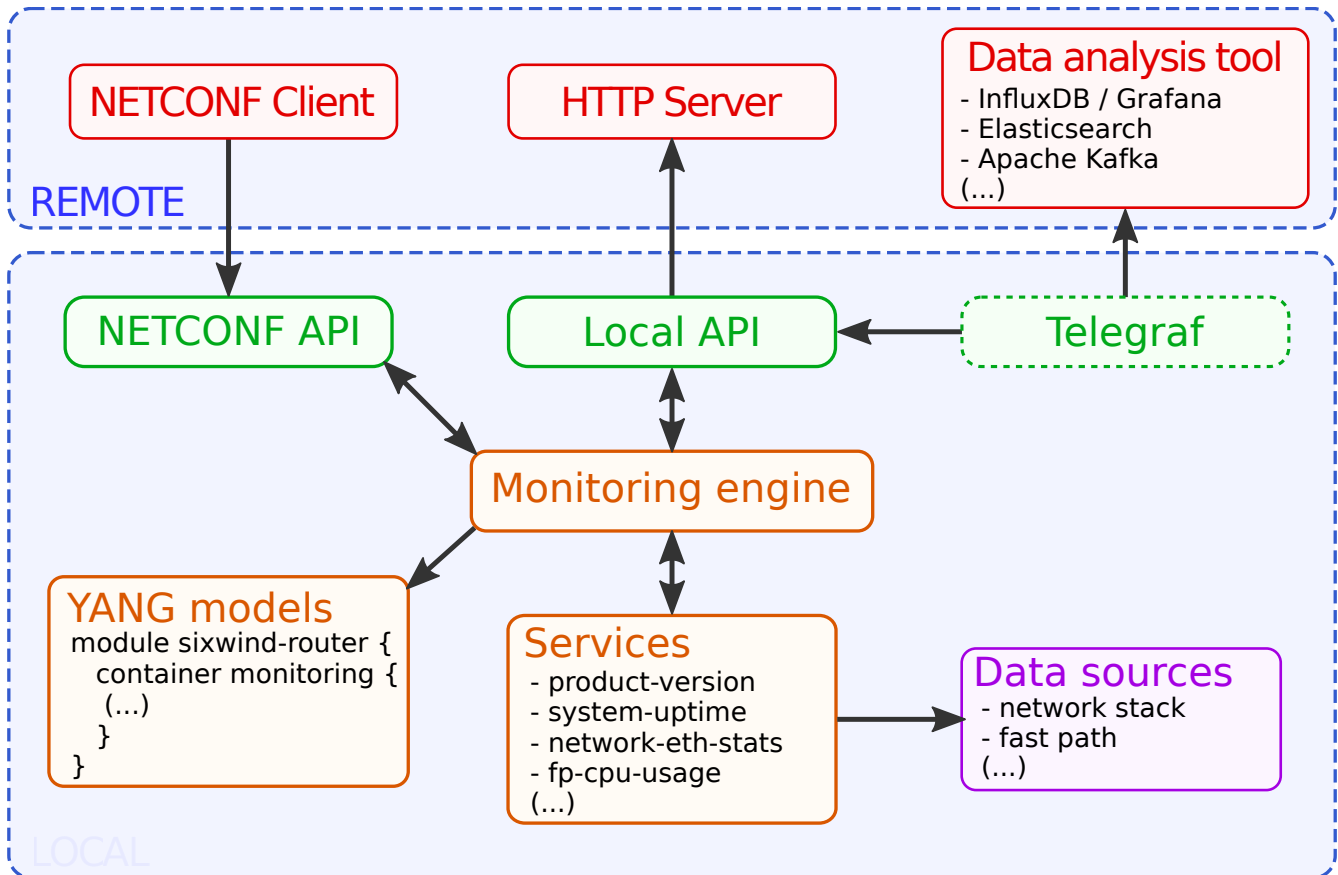 NETCONF Client
HTTP Server
Data analysis tool
- InfluxDB / Grafana
- Elasticsearch
- Apache Kafka
(...)
REMOTE
NETCONF API
Local API
Telegraf
Monitoring engine
YANG models
module sixwind-router {
container monitoring {
(...)
}
}
Services
- product-version
- system-uptime
- network-eth-stats
- fp-cpu-usage
(...)
Data sources
- network stack
- fast path
(...)
LOCAL